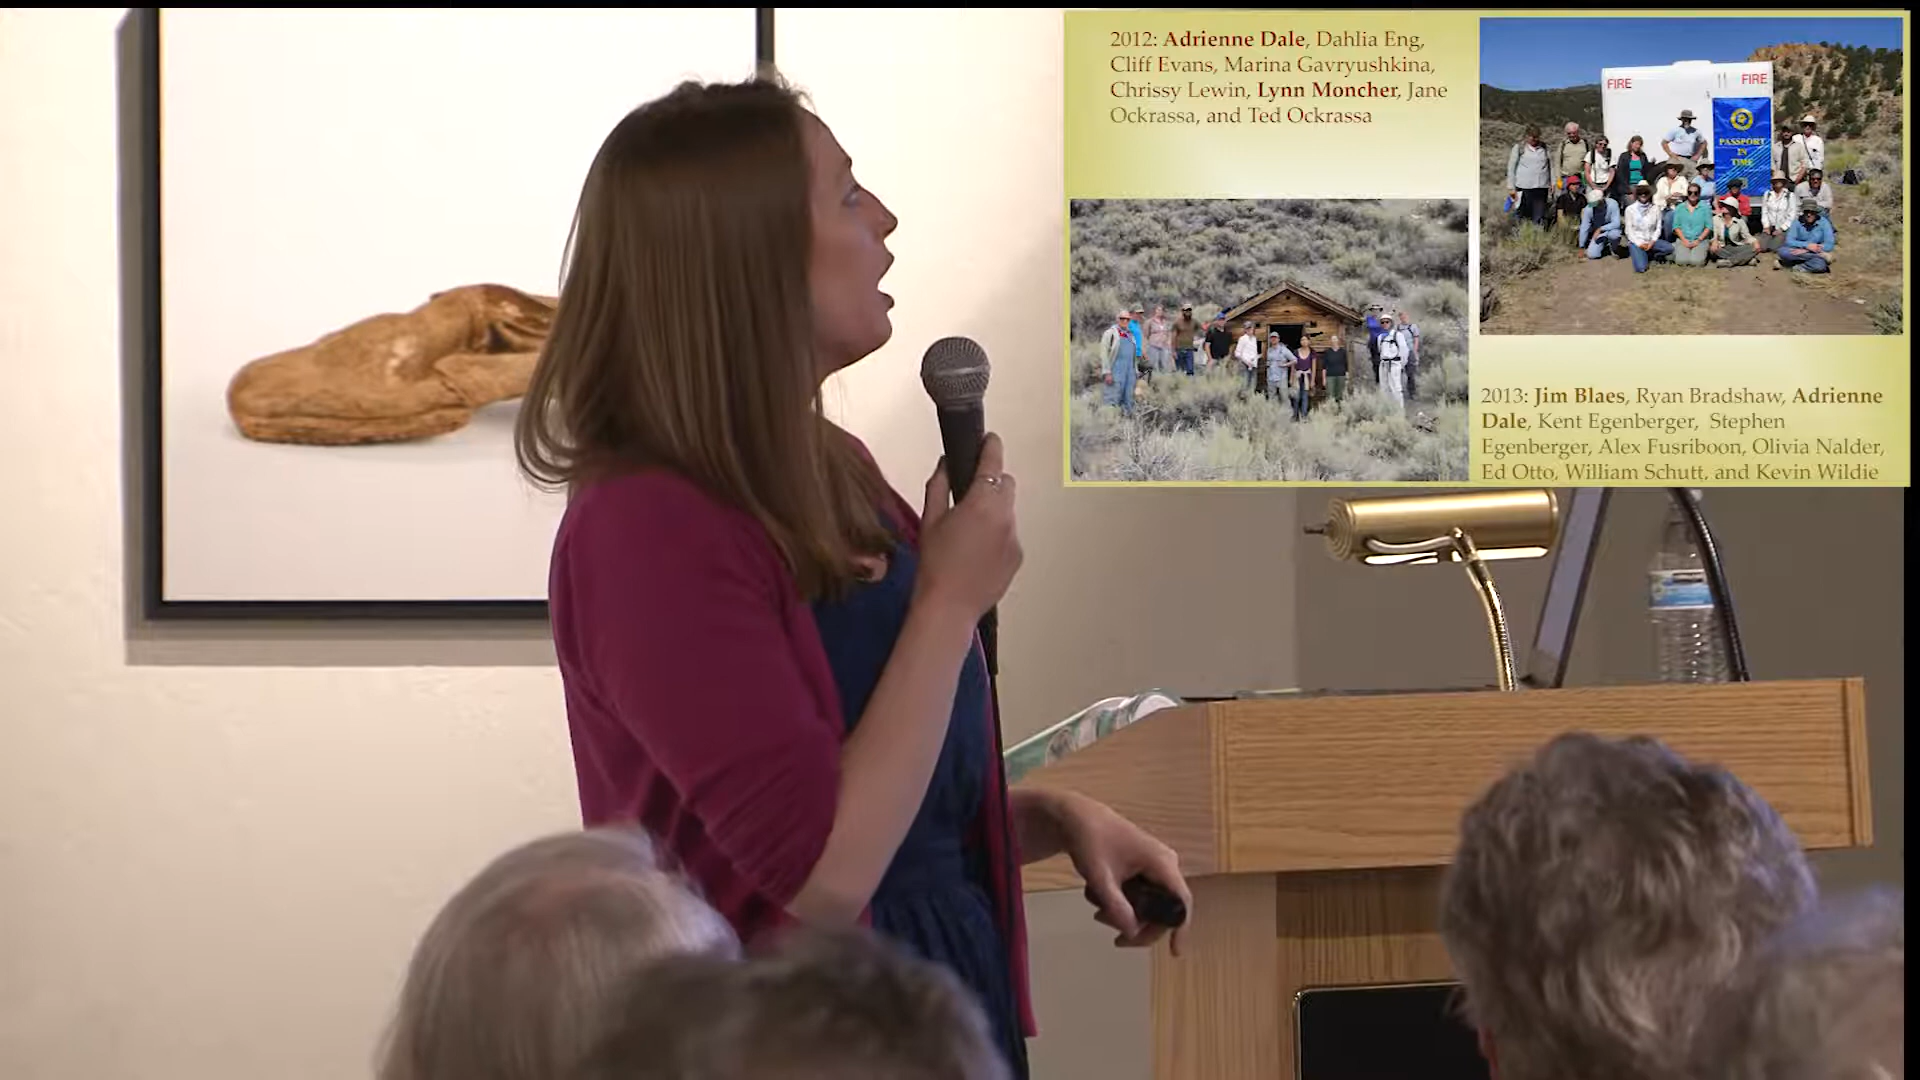 2012: Adrienne Dale, Dahlia Eng,
Cliff Evans, Marina Gavryushkina,
Chrissy Lewin, Lynn Moncher, Jane
Ockrassa, and Ted Ockrassa
FIRE
FIRE
PASSPORT
IN
TIME
2013: Jim Blaes, Ryan Bradshaw, Adrienne
Dale, Kent Egenberger, Stephen
Egenberger, Alex Fusriboon, Olivia Nalder,
Ed Otto, William Schutt, and Kevin Wildie